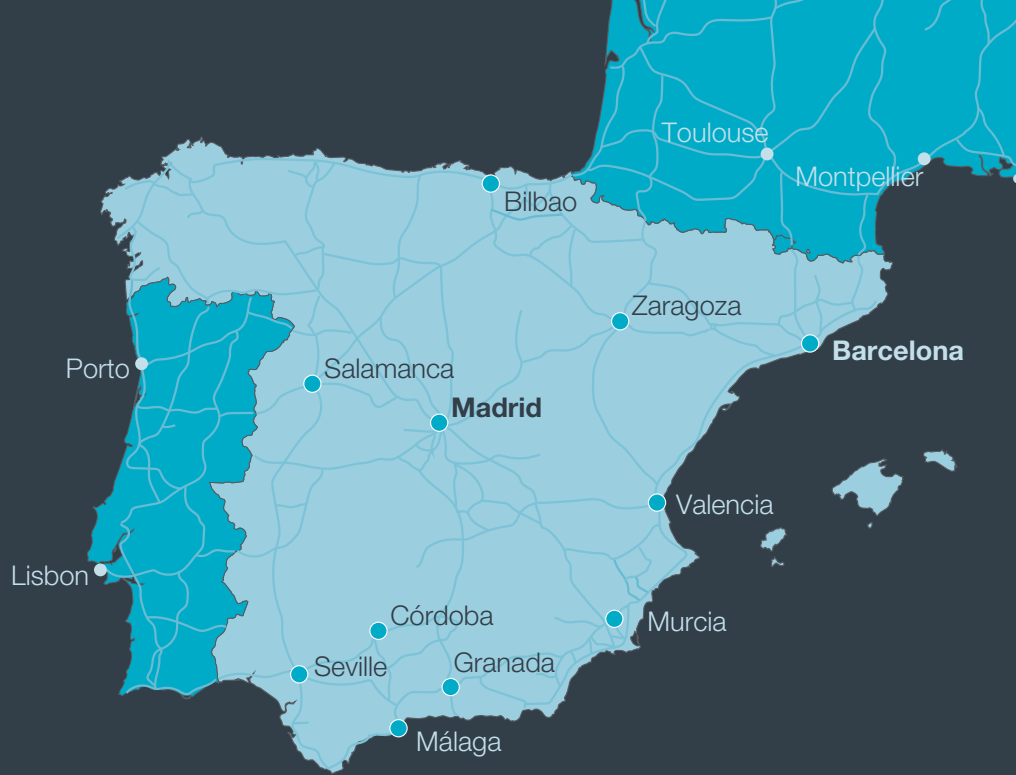 Toulouse
Montpellier
Bilbao
Zaragoza
Barcelona
Porto
Salamanca
Madrid
Valencia
Lisbon
Córdoba
Murcia
Seville
Granada
Málaga